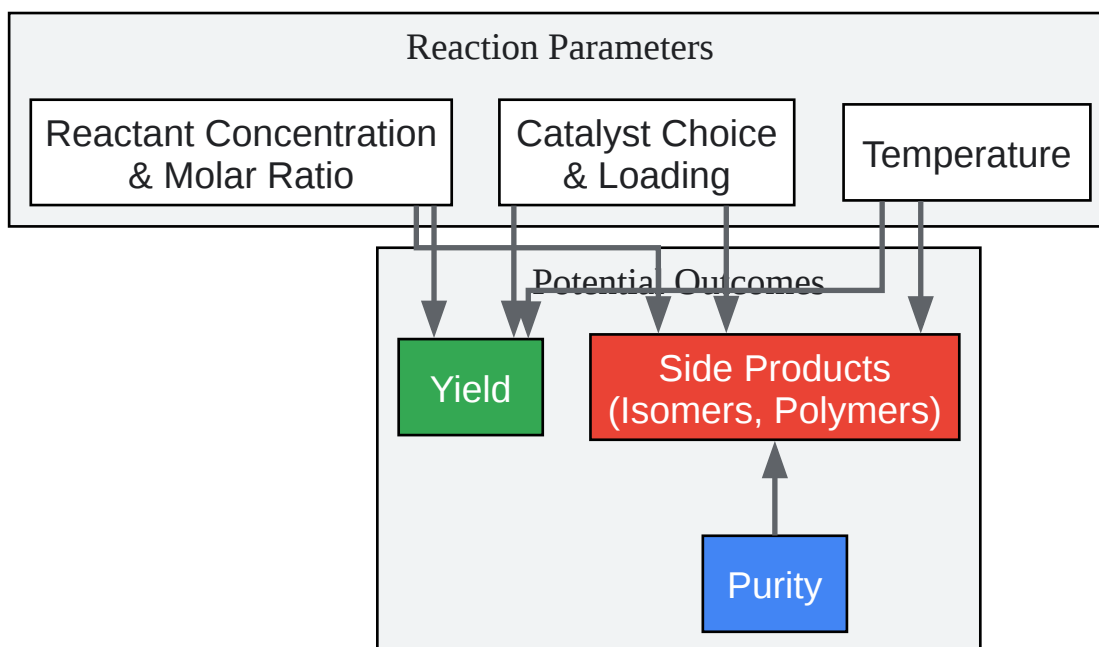 Reaction Parameters
Reactant Concentration
& Molar Ratio
Catalyst Choice
& Loading
Temperature
Potential Outcomes
Yield
Side Products
(Isomers, Polymers)
Purity